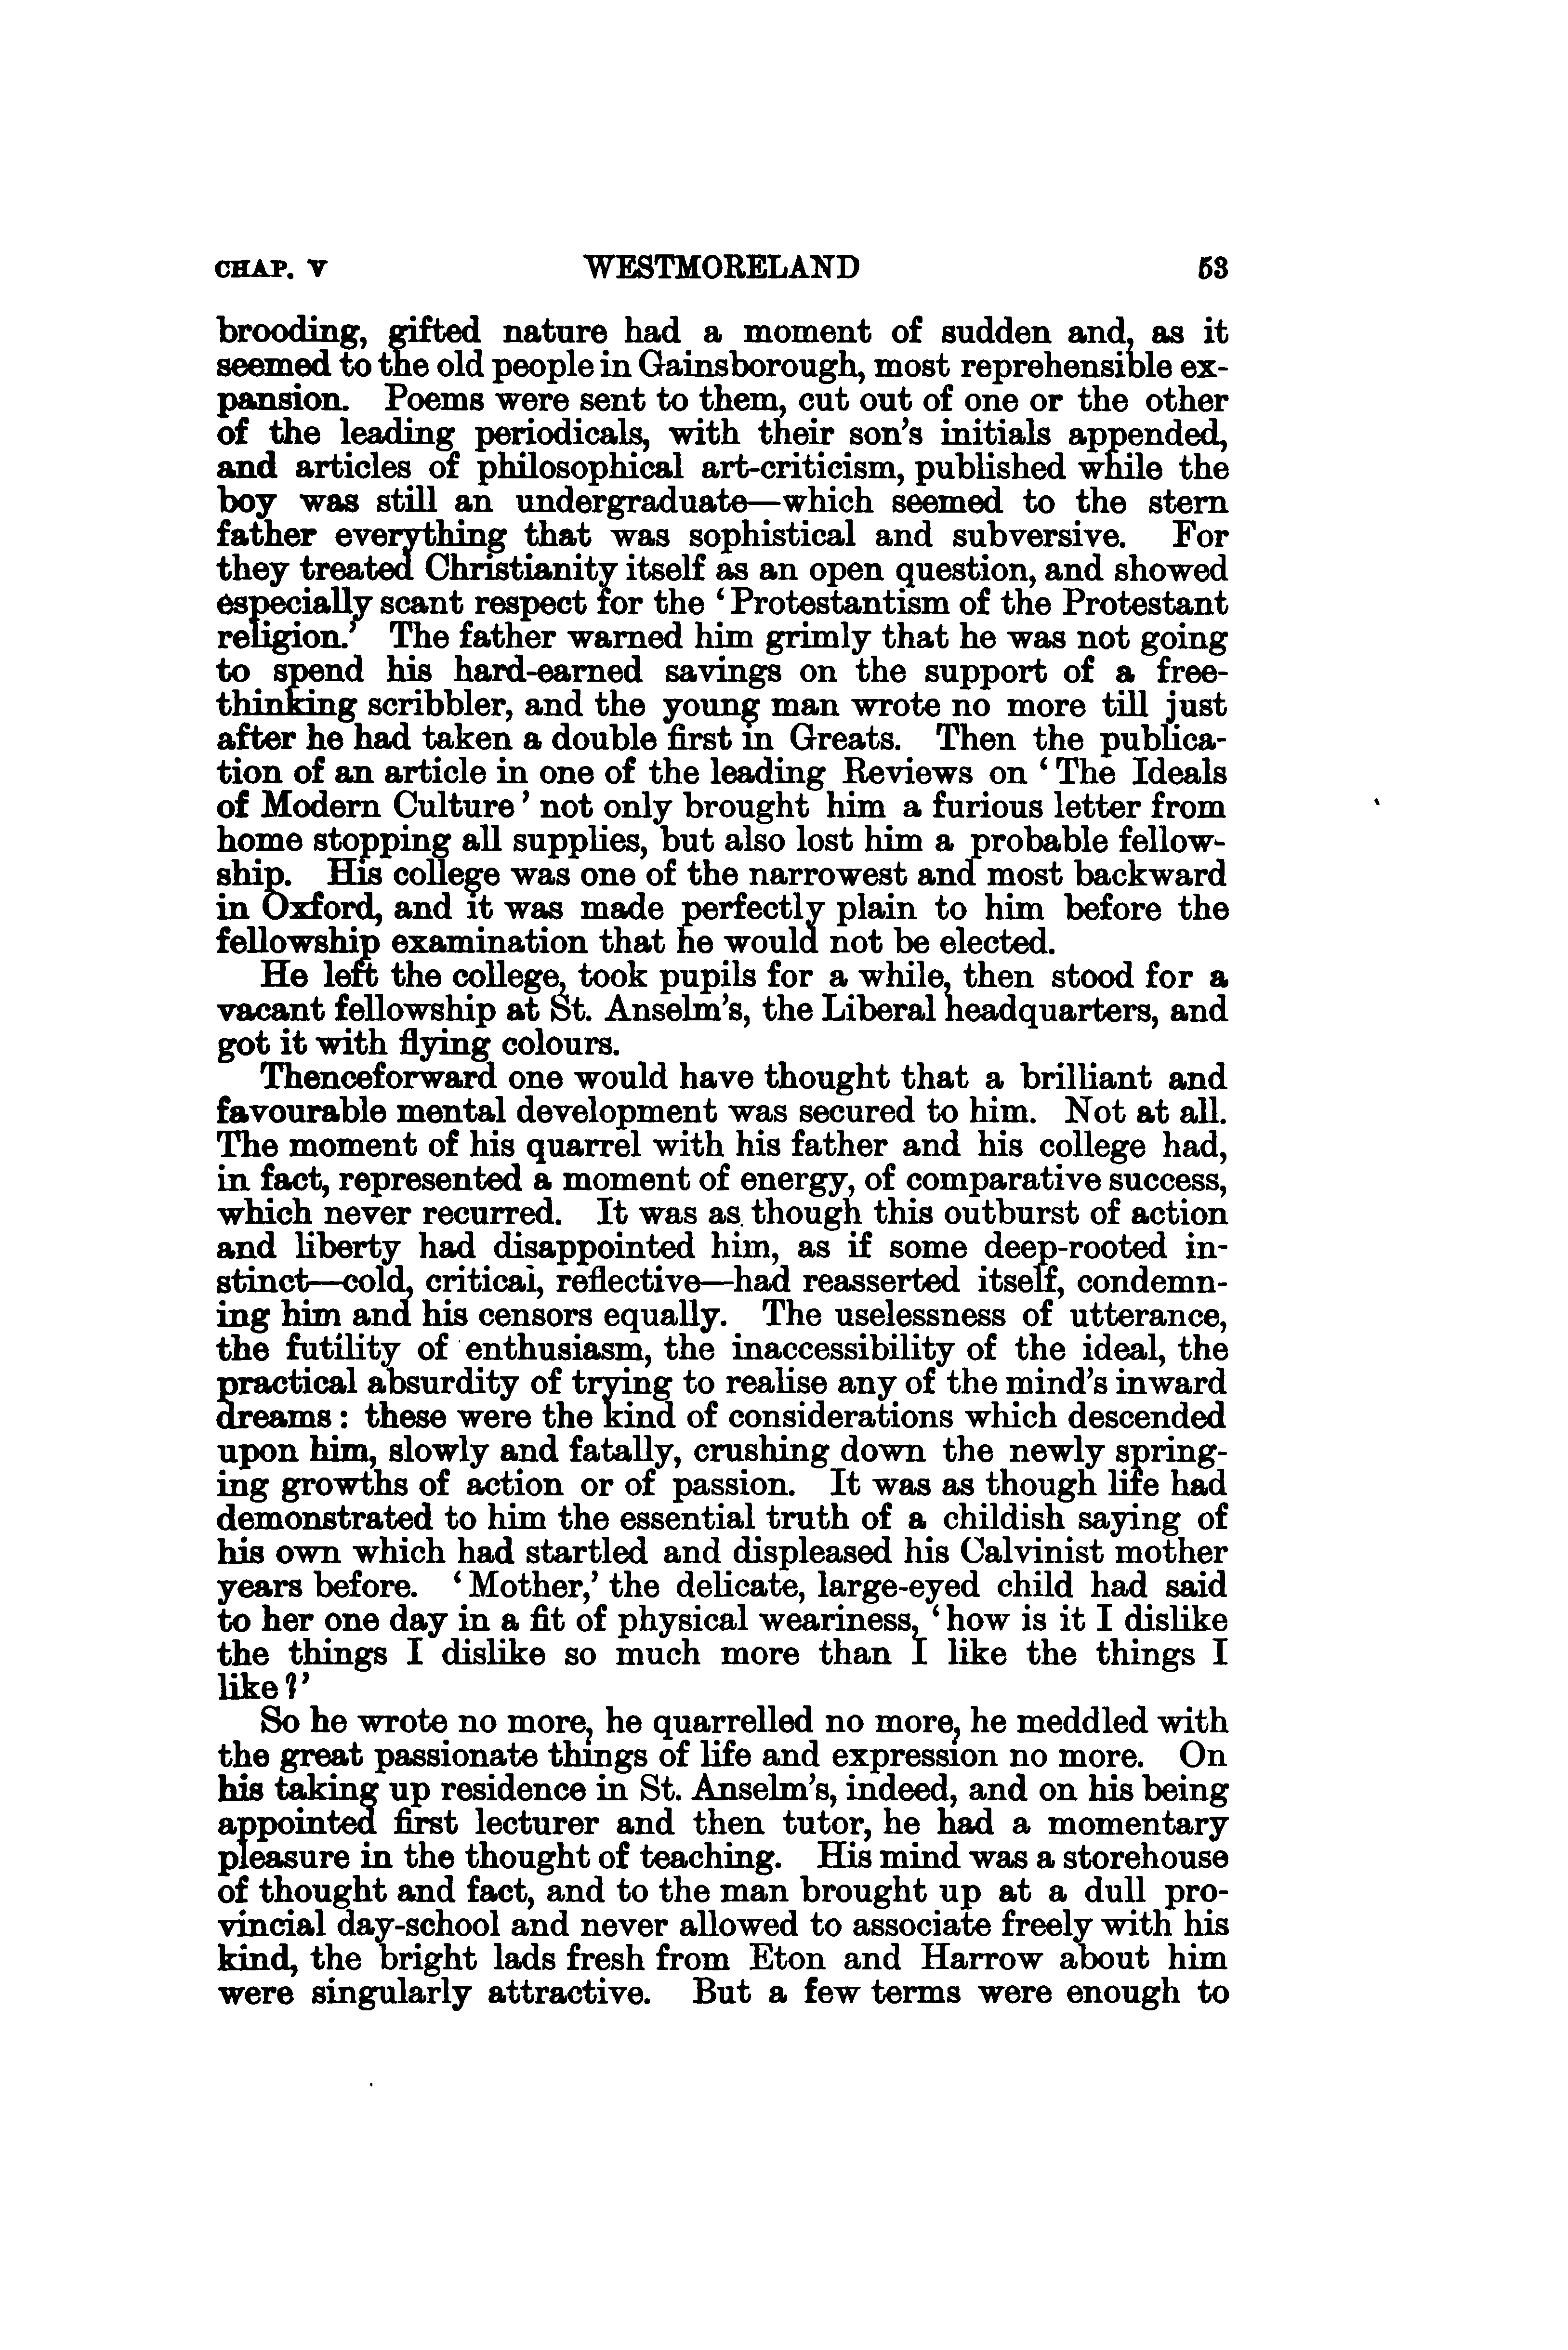 CHAP. V WESTMORELAND 53
brooding, gifted nature had a moment of sudden and, as it
seemed to the old people in Gainsborough, most reprehensible ex-
pansion. Poems were sent to them, cut out of one or the other
of the leading periodicals, with their son's initials appended,
and articles of philosophical art-criticism, published while the
boy was still an undergraduate—which seemed to the stern
father everything that was sophistical and subversive. For
they treated Christianity itself as an open question, and showed
especially scant respect for the ‘Protestantism of the Protestant
religion.’ The father warned him grimly that he was not going
to spend his hard-earned savings on the support of a free-
thinking scribbler, and the young man wrote no more till just
after he had taken a double first in Greats. Then the publica-
tion of an article in one of the leading Reviews on ‘The Ideals
of Modern Culture’ not only brought him a furious letter from
home stopping all supplies, but also lost him a probable fellow-
ship. His college was one of the narrowest and most backward
in Oxford, and it was made perfectly plain to him before the
fellowship examination that he would not be elected.
He left the college, took pupils for a while, then stood for a
vacant fellowship at St. Anselm's, the Liberal headquarters, and
got it with flying colours.
Thenceforward one would have thought that a brilliant and
favourable mental development was secured to him. Not at all.
The moment of his quarrel with his father and his college had,
in fact, represented a moment of energy, of comparative success,
which never recurred. It was as though this outburst of action
and liberty had disappointed him, as if some deep-rooted in-
stinct—cold, critical, reflective—had reasserted itself, condemn-
ing him and his censors equally. The uselessness of utterance,
the futility of enthusiasm, the inaccessibility of the ideal, the
practical absurdity of trying to realise any of the mind's inward
dreams: these were the kind of considerations which descended
upon him, slowly and fatally, crushing down the newly spring-
ing growths of action or of passion. It was as though life had
demonstrated to him the essential truth of a childish saying of
his own which had startled and displeased his Calvinist mother
years before. ‘Mother,’ the delicate, large-eyed child had said
to her one day in a fit of physical weariness, ‘how is it I dislike
the things I dislike so much more than I like the things I
like?’
So he wrote no more, he quarrelled no more, he meddled with
the great passionate things of life and expression no more. On
his taking up residence in St. Anselm's, indeed, and on his being
appointed first lecturer and then tutor, he had a momentary
pleasure in the thought of teaching. His mind was a storehouse
of thought and fact, and to the man brought up at a dull pro-
vincial day-school and never allowed to associate freely with his
kind, the bright lads fresh from Eton and Harrow about him
were singularly attractive. But a few terms were enough to